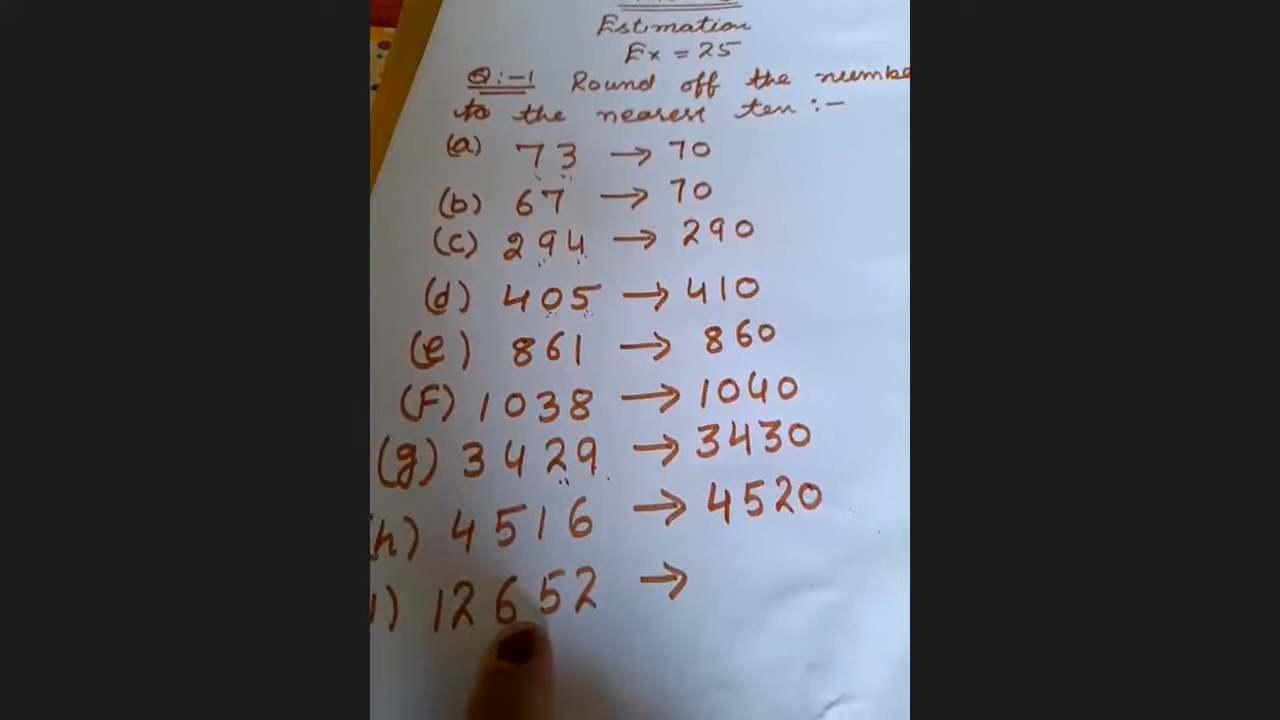 Estimation
Ex = 25
Q:-1 Round off the numbe
to the nearest ten :-
(a) 73 → 70
(b) 67 → 70
(c) 294 → 290
(d) 405 → 410
(e) 861 → 860
(F) 1038 → 1040
(g) 3429 → 3430
(h) 4516 → 4520
i) 12652 →